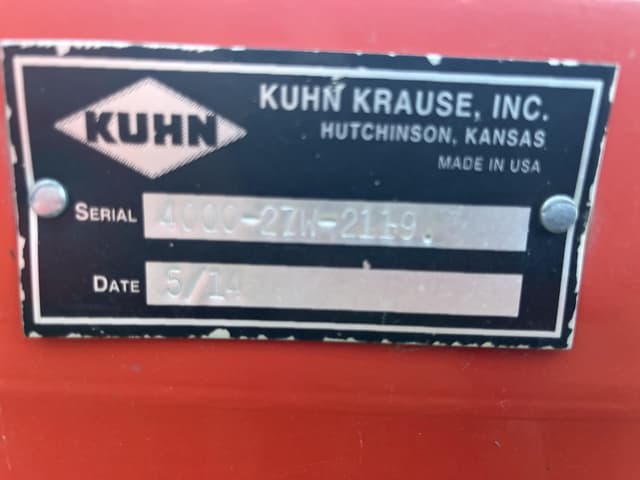 KUHN
KUHN KRAUSE, INC.
HUTCHINSON, KANSAS
MADE IN USA
SERIAL 4000-27W-2119.
DATE 5/14